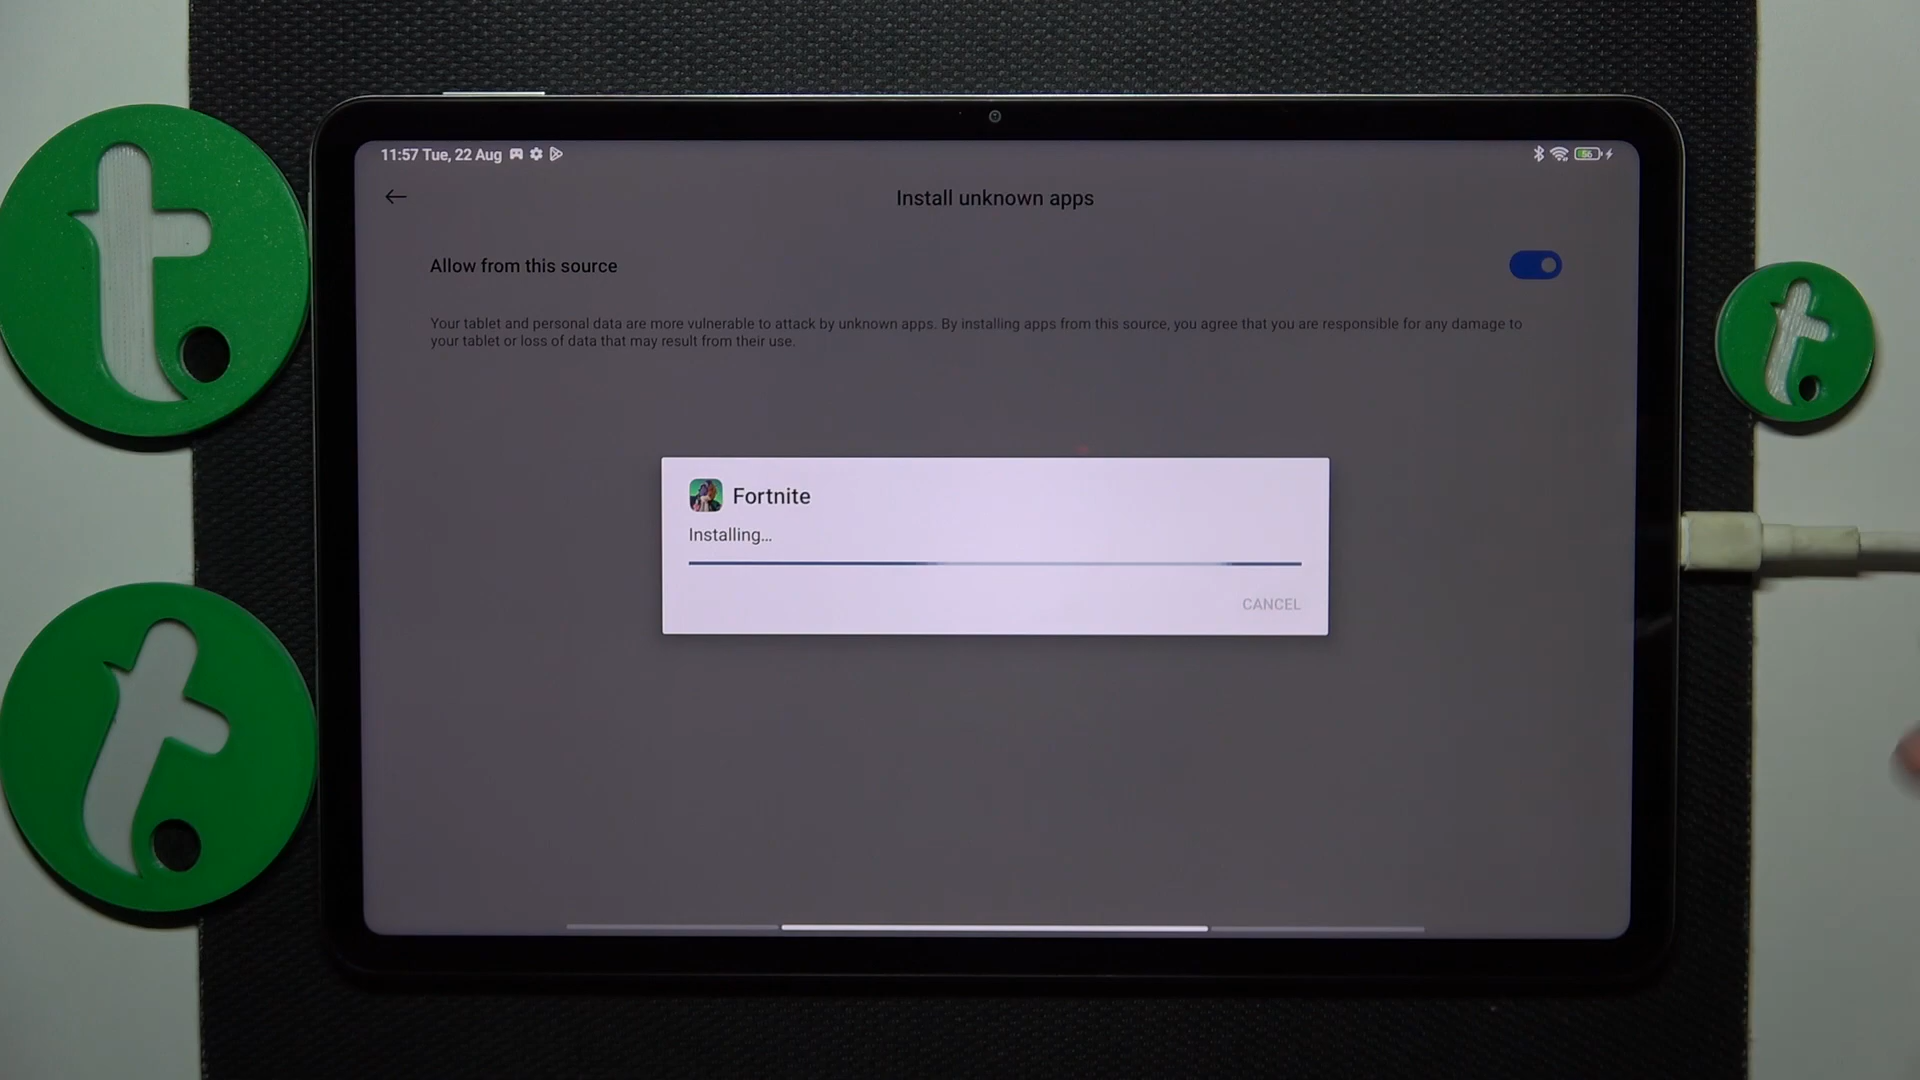 11:57 Tue, 22 Aug
56
Install unknown apps
Allow from this source
Your tablet and personal data are more vulnerable to attack by unknown apps. By installing apps from this source, you agree that you are responsible for any damage to
your tablet or loss of data that may result from their use.
Fortnite
Installing...
CANCEL
t
t
t